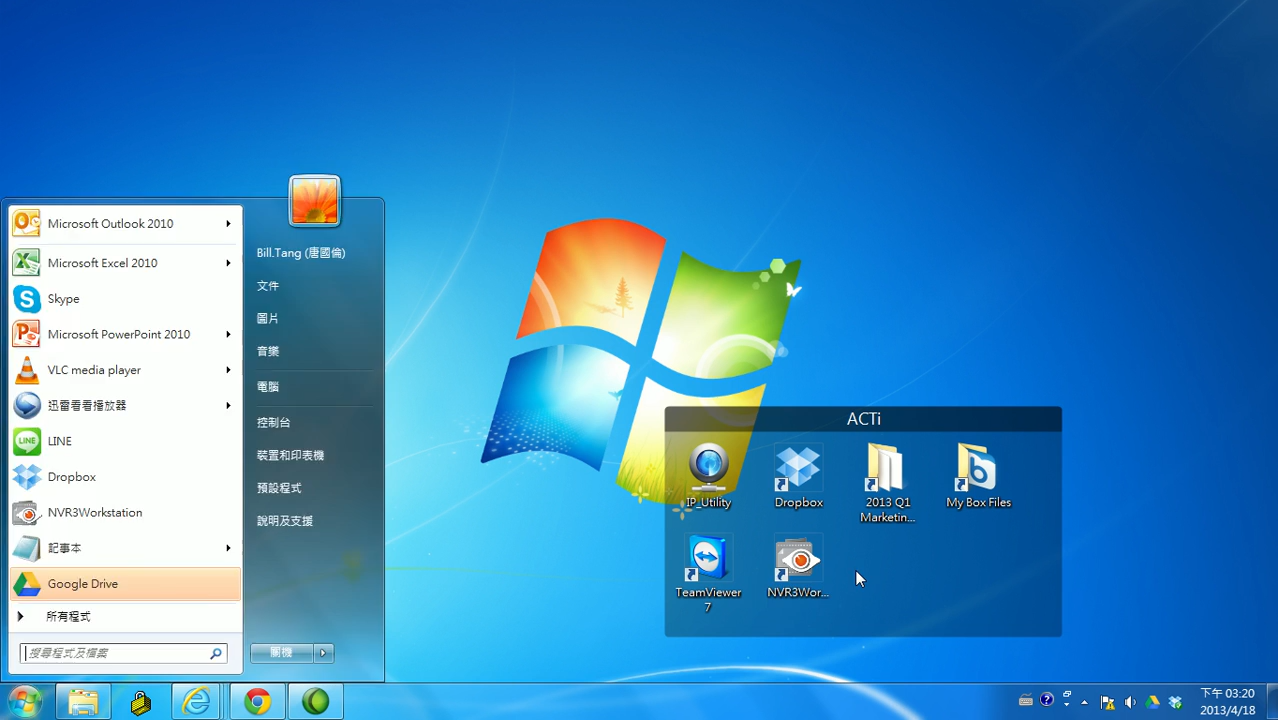 Microsoft Outlook 2010
Microsoft Excel 2010
Skype
Microsoft PowerPoint 2010
VLC media player
迅雷看看播放器
LINE
Dropbox
NVR3Workstation
記事本
Google Drive
所有程式
搜尋程式及檔案
Bill.Tang (唐國倫)
文件
圖片
音樂
電腦
控制台
裝置和印表機
預設程式
說明及支援
關機
ACTi
IP_Utility
Dropbox
2013 Q1
Marketin...
My Box Files
TeamViewer
7
NVR3Wor...
下午 03:20
2013/4/18